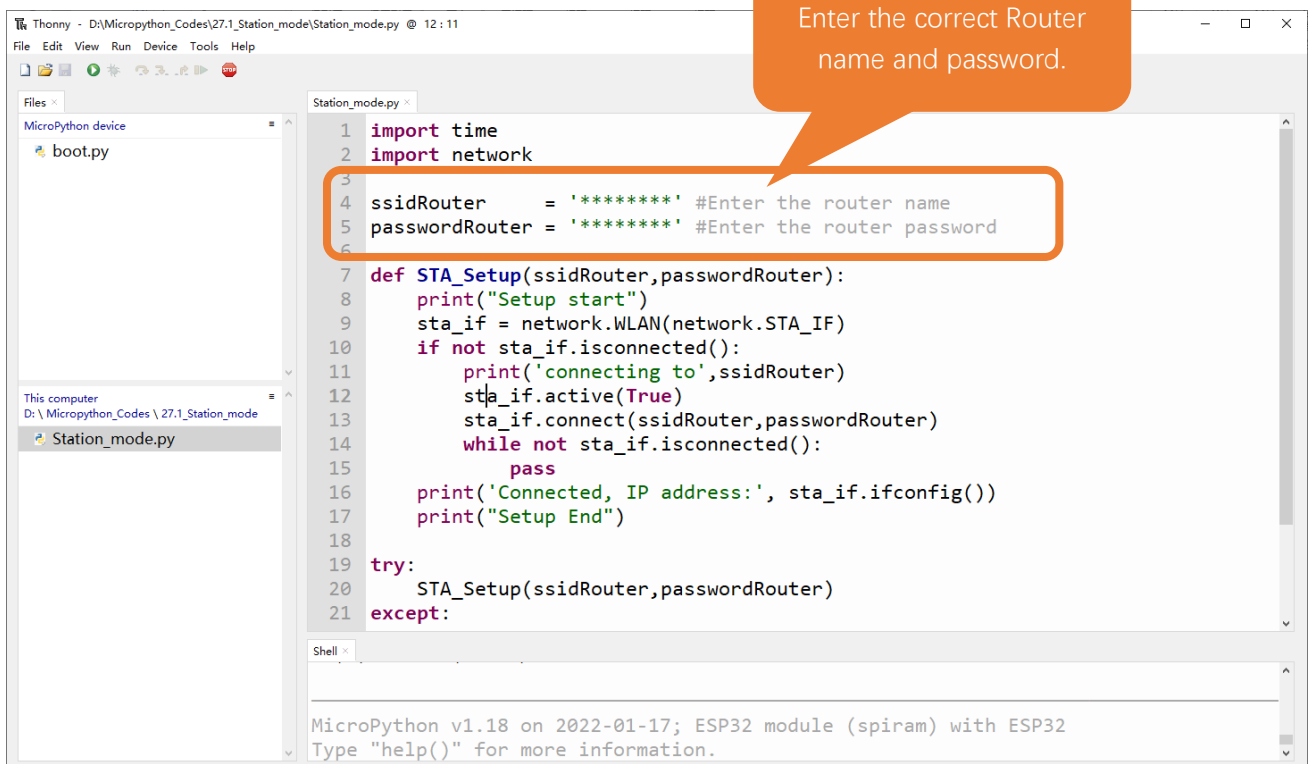 Thonny - D:\Micropython_Codes\27.1_Station_mode\Station_mode.py @ 12:11
Enter the correct Router
name and password.
File Edit View Run Device Tools Help
STOP
Files
MicroPython device
boot.py
This computer
D: \ Micropython_Codes \ 27.1_Station_mode
Station_mode.py
Station_mode.py
1 import time
2 import network
3
4 ssidRouter     = '********' #Enter the router name
5 passwordRouter = '********' #Enter the router password
6
7 def STA_Setup(ssidRouter,passwordRouter):
8     print("Setup start")
9     sta_if = network.WLAN(network.STA_IF)
10     if not sta_if.isconnected():
11         print('connecting to',ssidRouter)
12         sta_if.active(True)
13         sta_if.connect(ssidRouter,passwordRouter)
14         while not sta_if.isconnected():
15             pass
16     print('Connected, IP address:', sta_if.ifconfig())
17     print("Setup End")
18
19 try:
20     STA_Setup(ssidRouter,passwordRouter)
21 except:
Shell
MicroPython v1.18 on 2022-01-17; ESP32 module (spiram) with ESP32
Type "help()" for more information.